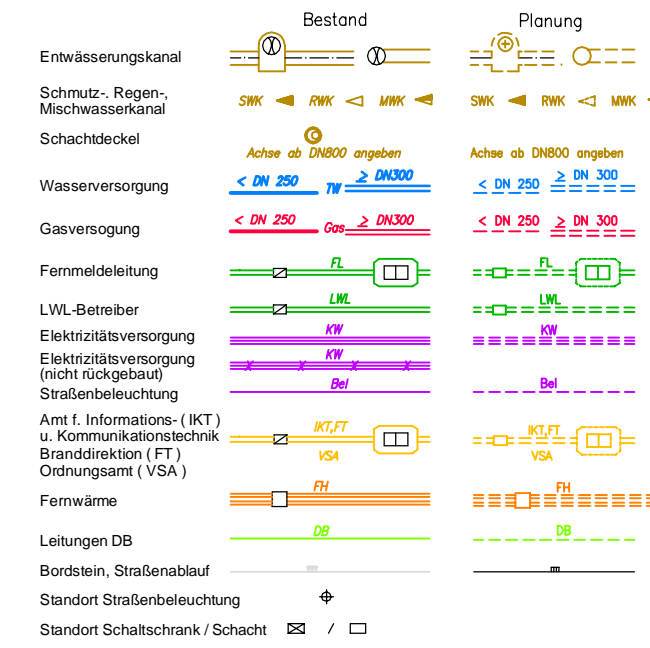 Bestand Planung
Entwässerungskanal
Schmutz-. Regen-,
Mischwasserkanal SWK RWK MWK SWK RWK MWK
Schachtdeckel C
Achse ab DN800 angeben Achse ab DN800 angeben
Wasserversorgung < DN 250 TW ≥ DN300 < DN 250 ≥ DN 300
Gasversogung < DN 250 Gas ≥ DN300 < DN 250 ≥ DN 300
Fernmeldeleitung FL FL
LWL-Betreiber LWL LWL
Elektrizitätsversorgung KW KW
Elektrizitätsversorgung KW
(nicht rückgebaut)
Straßenbeleuchtung Bel Bel
Amt f. Informations- ( IKT )
u. Kommunikationstechnik IKT,FT IKT,FT
Branddirektion ( FT ) VSA VSA
Ordnungsamt ( VSA )
Fernwärme FH FH
Leitungen DB DB DB
Bordstein, Straßenablauf
Standort Straßenbeleuchtung
Standort Schaltschrank / Schacht /